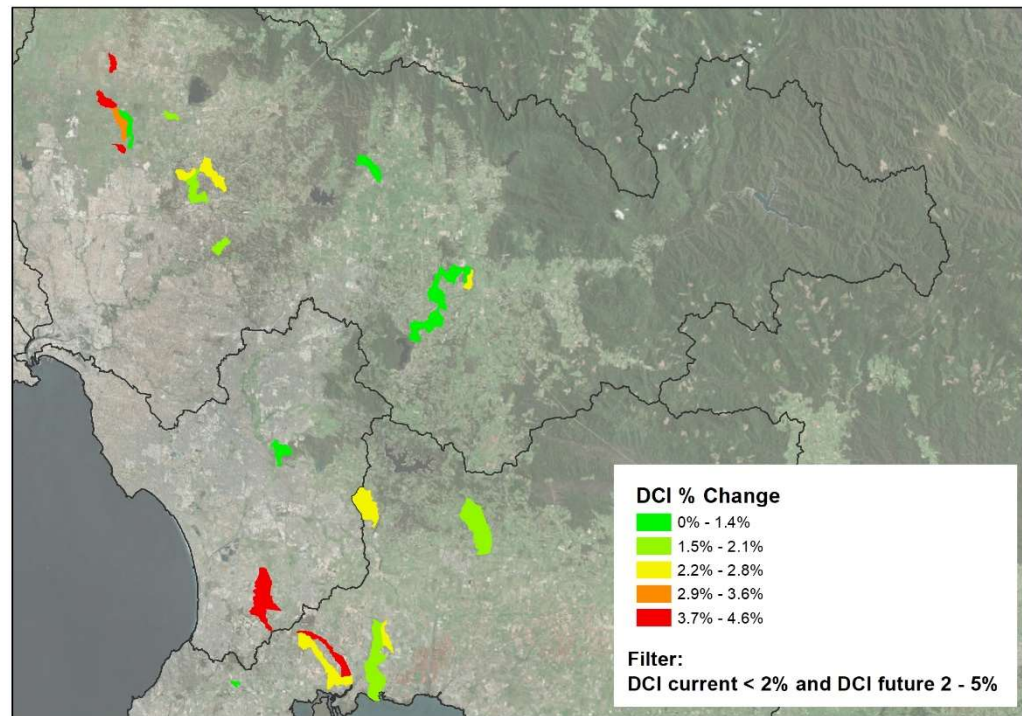 DCI % Change
0% - 1.4%
1.5% - 2.1%
2.2% - 2.8%
2.9% - 3.6%
3.7% - 4.6%
Filter:
DCI current < 2% and DCI future 2 - 5%